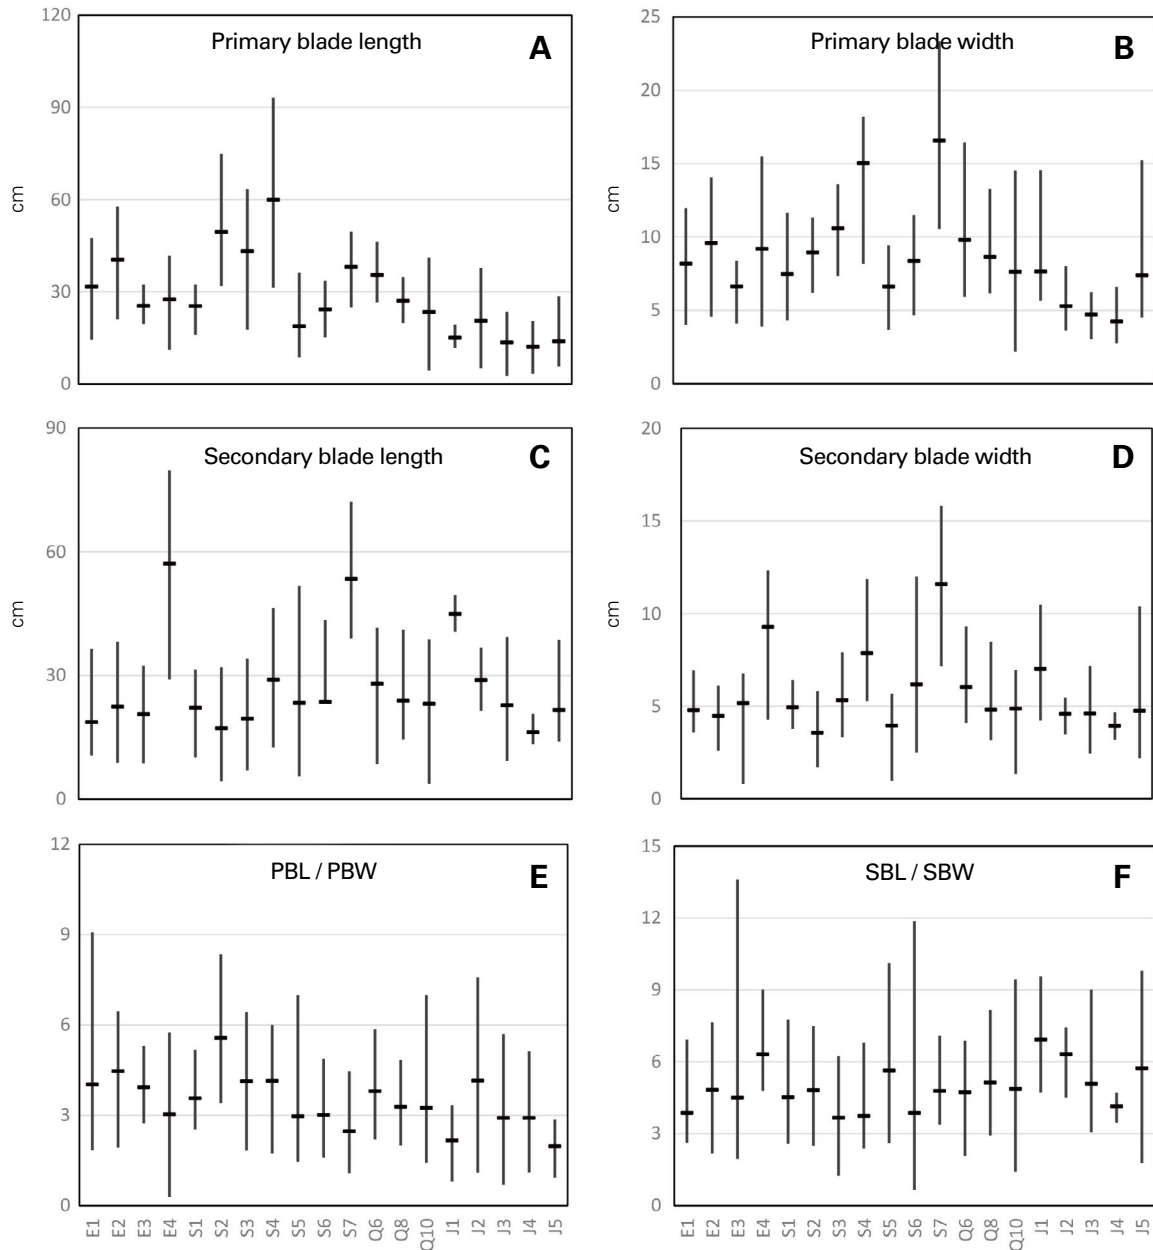 Primary blade length A
120
90
60
30
0
cm
Primary blade width B
25
20
15
10
5
0
cm
Secondary blade length C
90
60
30
0
cm
Secondary blade width D
20
15
10
5
0
cm
PBL / PBW E
12
9
6
3
0
E1 E2 E3 E4 S1 S2 S3 S4 S5 S6 S7 Q6 Q8 Q10 J1 J2 J3 J4 J5
SBL / SBW F
15
12
9
6
3
0
E1 E2 E3 E4 S1 S2 S3 S4 S5 S6 S7 Q6 Q8 Q10 J1 J2 J3 J4 J5